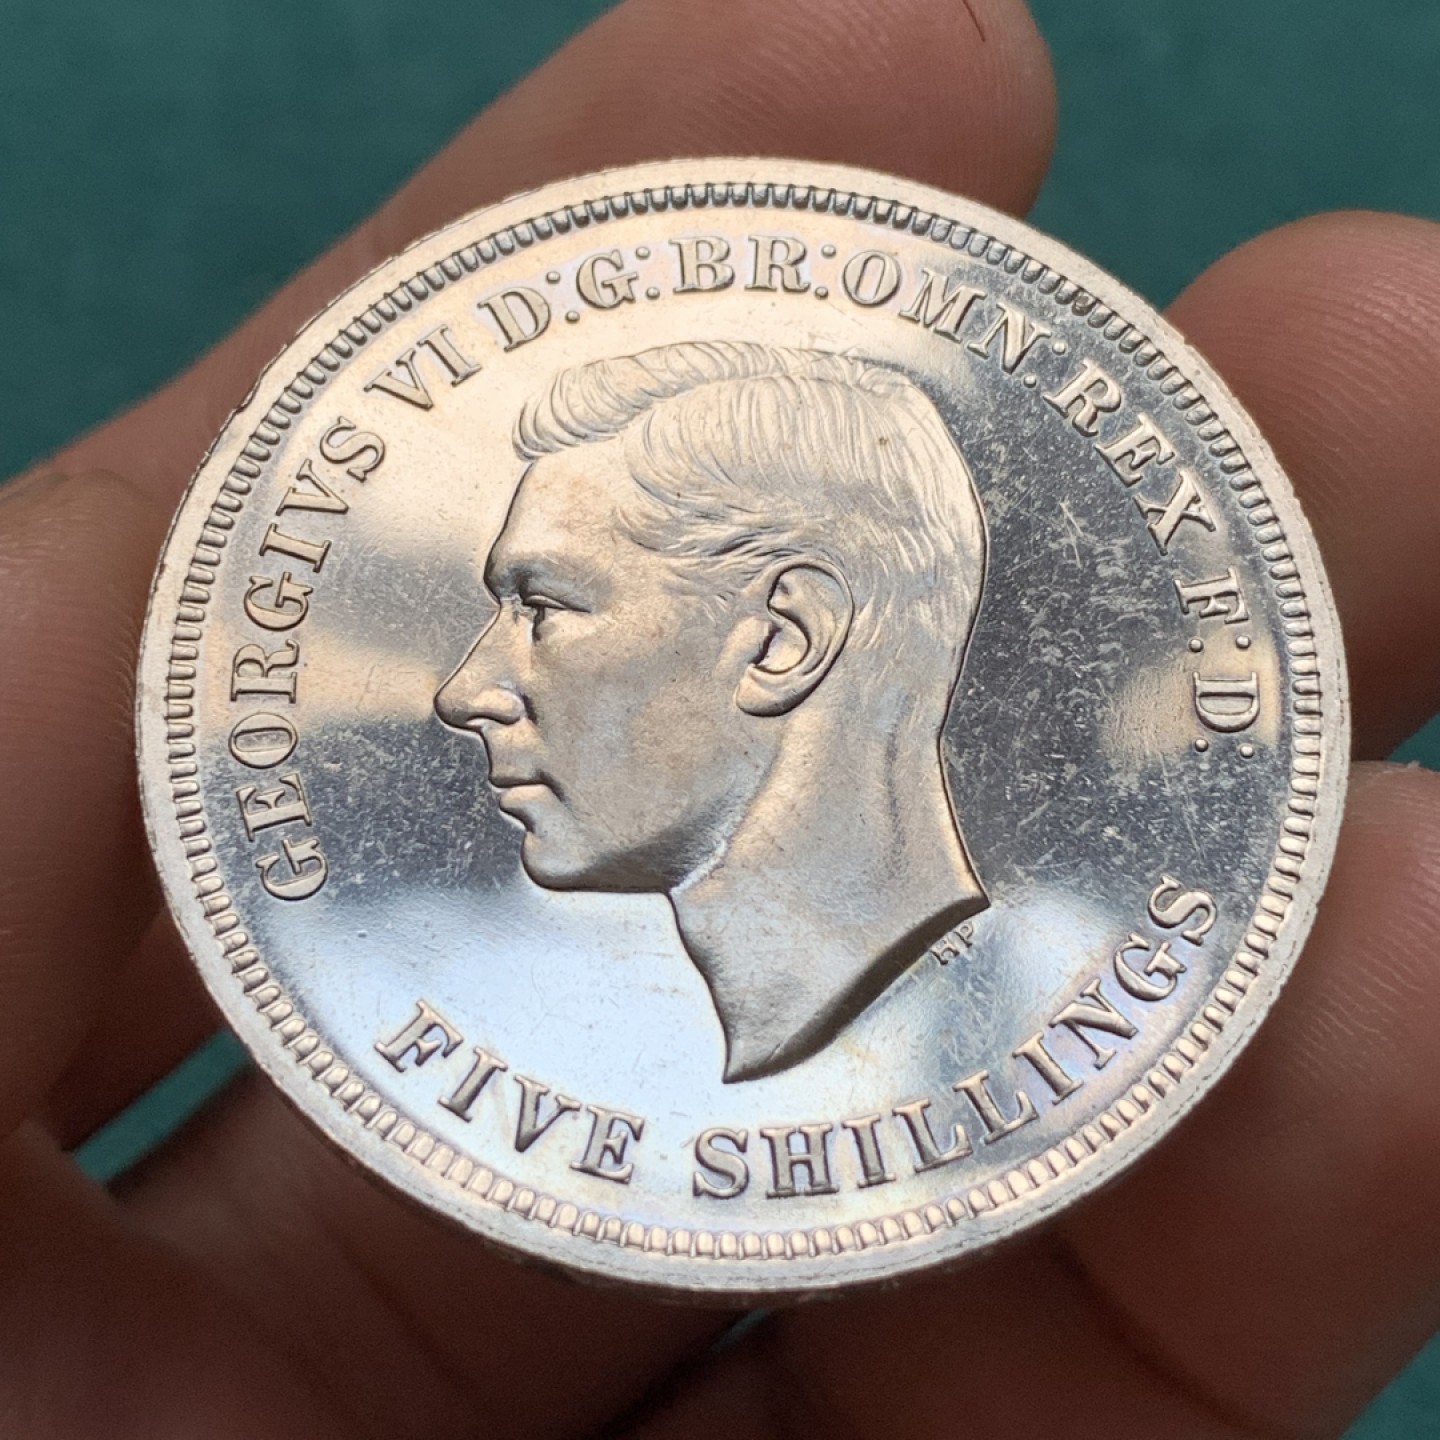 GEORGIVS VI D:G:BR:OMN:REX F:D:
HP
FIVE SHILLINGS